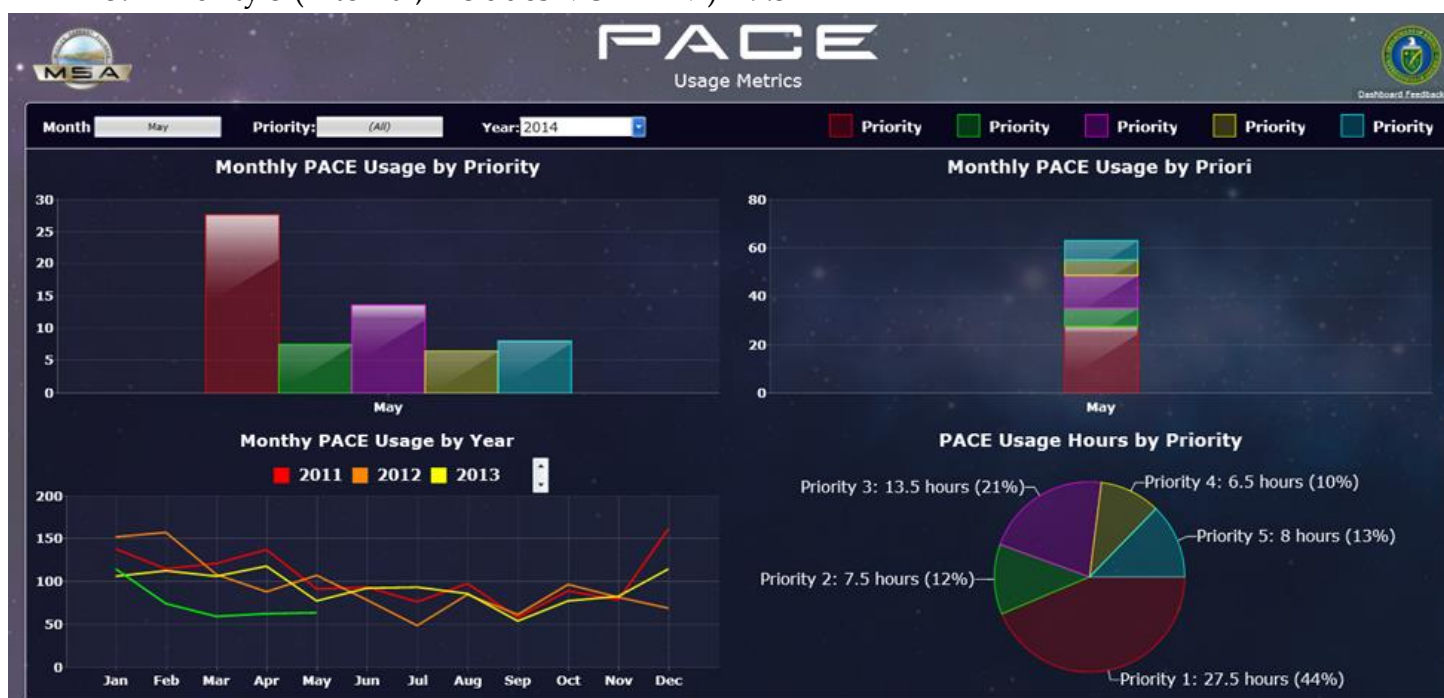 PACE
MSA
Usage Metrics
Dashboard Feedback
Month May Priority: (All) Year: 2014
Priority Priority Priority Priority Priority
Monthly PACE Usage by Priority
30
25
20
15
10
5
0
May
Monthly PACE Usage by Priori
80
60
40
20
0
May
Monthy PACE Usage by Year
2011 2012 2013
200
150
100
50
0
Jan Feb Mar Apr May Jun Jul Aug Sep Oct Nov Dec
PACE Usage Hours by Priority
Priority 3: 13.5 hours (21%)
Priority 4: 6.5 hours (10%)
Priority 5: 8 hours (13%)
Priority 2: 7.5 hours (12%)
Priority 1: 27.5 hours (44%)